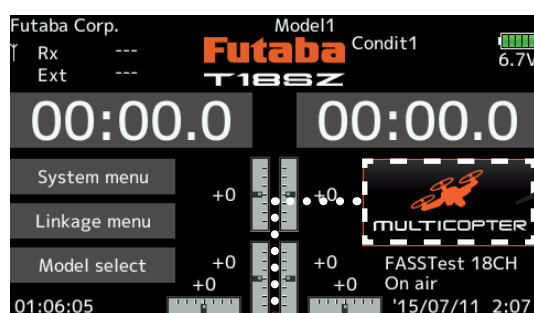 Futaba Corp.
Model1
Rx ---
Ext ---
Futaba
T18SZ
Condit1
6.7V
00:00.0
00:00.0
System menu
Linkage menu
Model select
+0
+0
MULTICOPTER
+0
+0
+0
+0
FASSTest 18CH
On air
01:06:05
'15/07/11 2:07